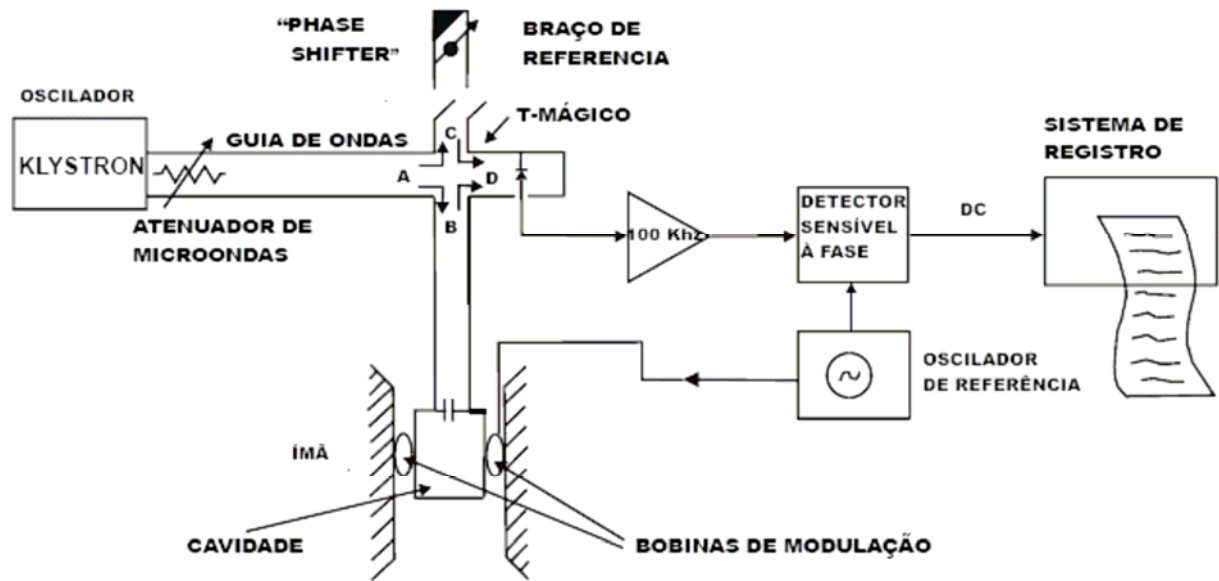 “PHASE
SHIFTER”
BRAÇO DE
REFERENCIA
OSCILADOR
KLYSTRON
GUIA DE ONDAS
T-MÁGICO
C
A
D
B
ATENUADOR DE
MICROONDAS
100 Khz
DETECTOR
SENSÍVEL
À FASE
DC
SISTEMA DE
REGISTRO
OSCILADOR
DE REFERÊNCIA
ÍMÃ
CAVIDADE
BOBINAS DE MODULAÇÃO